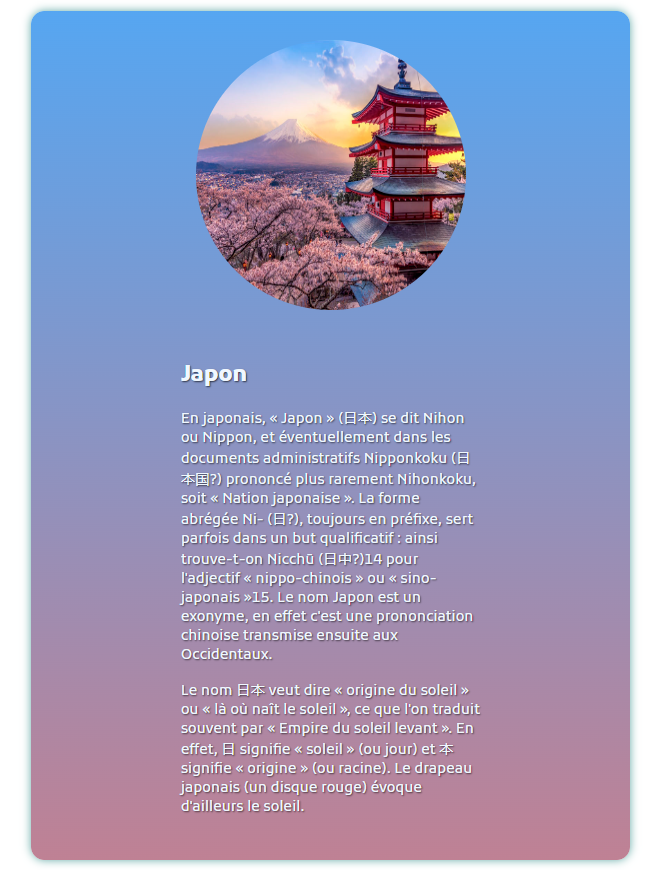 Japon
En japonais, « Japon » (日本) se dit Nihon
ou Nippon, et éventuellement dans les
documents administratifs Nipponkoku (日
本国?) prononcé plus rarement Nihonkoku,
soit « Nation japonaise ». La forme
abrégée Ni- (日?), toujours en préfixe, sert
parfois dans un but qualificatif : ainsi
trouve-t-on Nicchū (日中?)14 pour
l'adjectif « nippo-chinois » ou « sino-
japonais »15. Le nom Japon est un
exonyme, en effet c'est une prononciation
chinoise transmise ensuite aux
Occidentaux.
Le nom 日本 veut dire « origine du soleil »
ou « là où naît le soleil », ce que l'on traduit
souvent par « Empire du soleil levant ». En
effet, 日 signifie « soleil » (ou jour) et 本
signifie « origine » (ou racine). Le drapeau
japonais (un disque rouge) évoque
d'ailleurs le soleil.